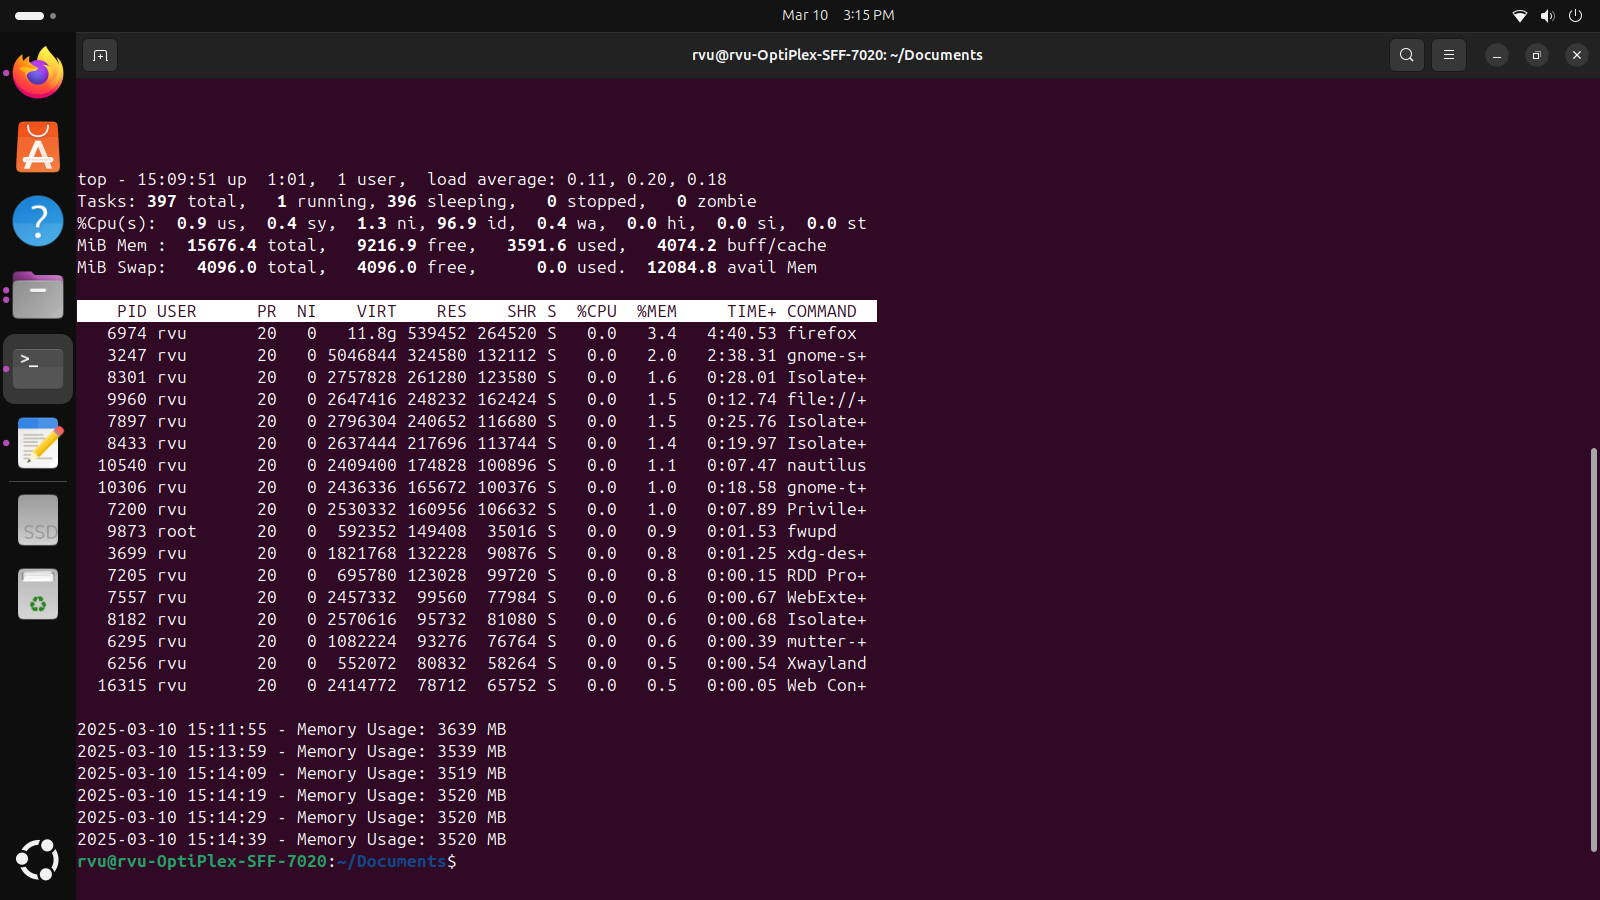 Mar 10 3:15 PM
rvu@rvu-OptiPlex-SFF-7020: ~/Documents
top - 15:09:51 up  1:01,  1 user,  load average: 0.11, 0.20, 0.18
Tasks: 397 total,   1 running, 396 sleeping,   0 stopped,   0 zombie
%Cpu(s):  0.9 us,  0.4 sy,  1.3 ni, 96.9 id,  0.4 wa,  0.0 hi,  0.0 si,  0.0 st
MiB Mem :  15676.4 total,   9216.9 free,   3591.6 used,   4074.2 buff/cache
MiB Swap:   4096.0 total,   4096.0 free,      0.0 used.  12084.8 avail Mem
    PID USER      PR  NI    VIRT    RES    SHR S  %CPU  %MEM     TIME+ COMMAND
   6974 rvu       20   0   11.8g 539452 264520 S   0.0   3.4   4:40.53 firefox
   3247 rvu       20   0 5046844 324580 132112 S   0.0   2.0   2:38.31 gnome-s+
   8301 rvu       20   0 2757828 261280 123580 S   0.0   1.6   0:28.01 Isolate+
   9960 rvu       20   0 2647416 248232 162424 S   0.0   1.5   0:12.74 file://+
   7897 rvu       20   0 2796304 240652 116680 S   0.0   1.5   0:25.76 Isolate+
   8433 rvu       20   0 2637444 217696 113744 S   0.0   1.4   0:19.97 Isolate+
  10540 rvu       20   0 2409400 174828 100896 S   0.0   1.1   0:07.47 nautilus
  10306 rvu       20   0 2436336 165672 100376 S   0.0   1.0   0:18.58 gnome-t+
   7200 rvu       20   0 2530332 160956 106632 S   0.0   1.0   0:07.89 Privile+
   9873 root      20   0  592352 149408  35016 S   0.0   0.9   0:01.53 fwupd
   3699 rvu       20   0 1821768 132228  90876 S   0.0   0.8   0:01.25 xdg-des+
   7205 rvu       20   0  695780 123028  99720 S   0.0   0.8   0:00.15 RDD Pro+
   7557 rvu       20   0 2457332  99560  77984 S   0.0   0.6   0:00.67 WebExte+
   8182 rvu       20   0 2570616  95732  81080 S   0.0   0.6   0:00.68 Isolate+
   6295 rvu       20   0 1082224  93276  76764 S   0.0   0.6   0:00.39 mutter-+
   6256 rvu       20   0  552072  80832  58264 S   0.0   0.5   0:00.54 Xwayland
  16315 rvu       20   0 2414772  78712  65752 S   0.0   0.5   0:00.05 Web Con+
2025-03-10 15:11:55 - Memory Usage: 3639 MB
2025-03-10 15:13:59 - Memory Usage: 3539 MB
2025-03-10 15:14:09 - Memory Usage: 3519 MB
2025-03-10 15:14:19 - Memory Usage: 3520 MB
2025-03-10 15:14:29 - Memory Usage: 3520 MB
2025-03-10 15:14:39 - Memory Usage: 3520 MB
rvu@rvu-OptiPlex-SFF-7020:~/Documents$
SSD